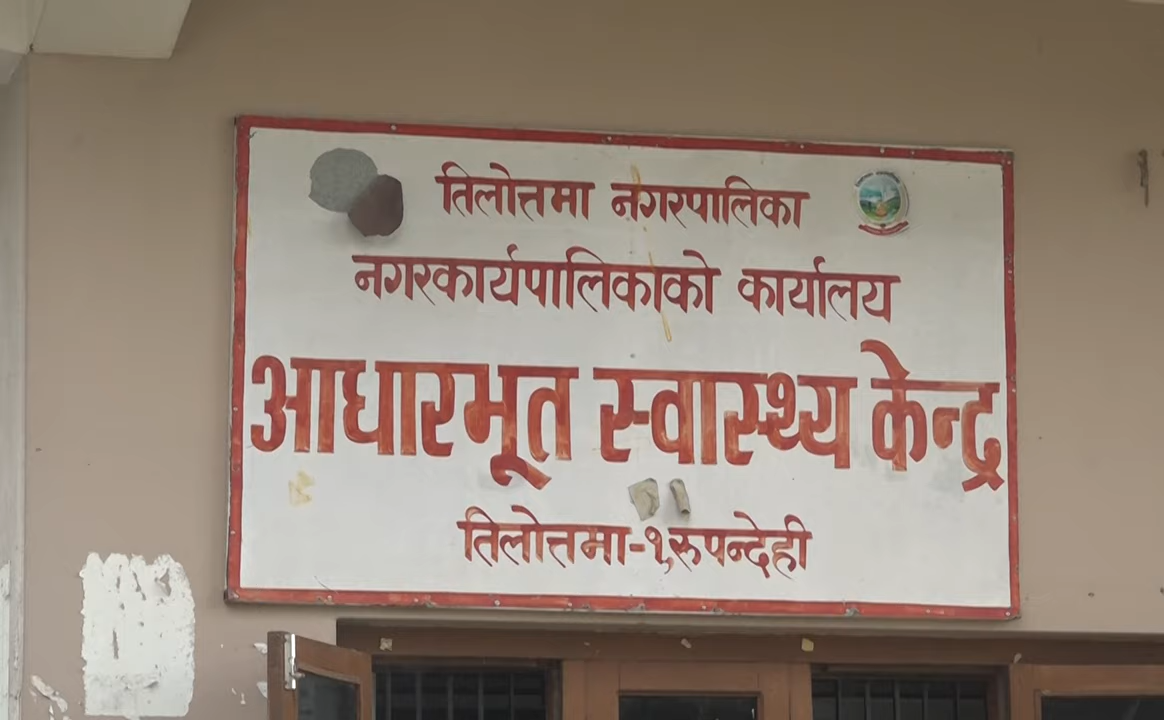 तिलोत्तमा नगरपालिका
नगरकार्यपालिकाको कार्यालय
आधारभूत स्वास्थ्य केन्द्र
तिलोत्तमा-१,रुपन्देही